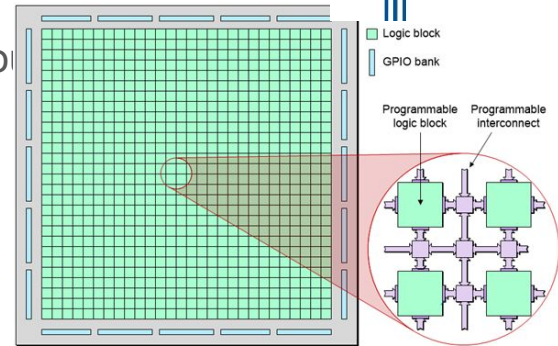 Logic block
GPIO bank
Programmable
logic block
Programmable
interconnect